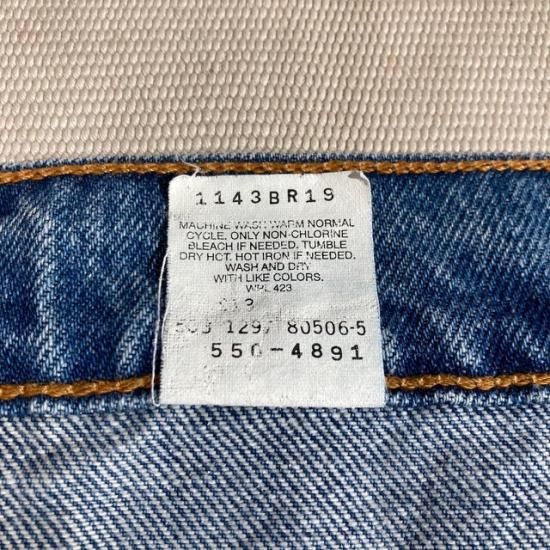 1143BR19
MACHINE WASH WARM NORMAL
CYCLE. ONLY NON-CHLORINE
BLEACH IF NEEDED. TUMBLE
DRY HOT. HOT IRON IF NEEDED.
WASH AND DRY
WITH LIKE COLORS.
WPL 423
1297 80506-5
550-4891